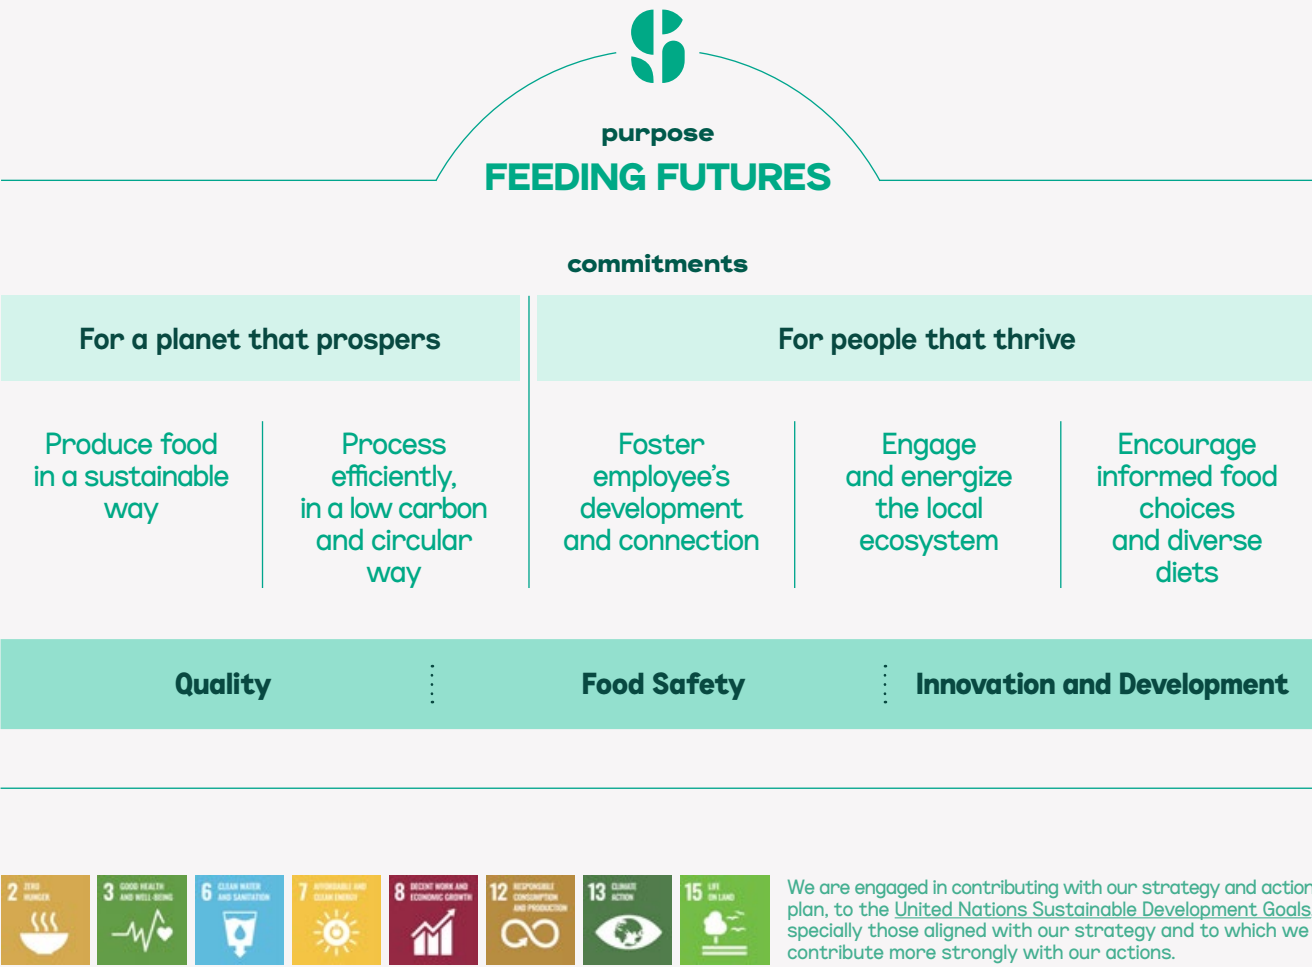 purpose
FEEDING FUTURES
commitments
For a planet that prospers
For people that thrive
Produce food
in a sustainable
way
Process
efficiently,
in a low carbon
and circular
way
Foster
employee's
development
and connection
Engage
and energize
the local
ecosystem
Encourage
informed food
choices
and diverse
diets
Quality
Food Safety
Innovation and Development
2 ZERO
HUNGER
3 GOOD HEALTH
AND WELL-BEING
6 CLEAN WATER
AND SANITATION
7 AFFORDABLE AND
CLEAN ENERGY
8 DECENT WORK AND
ECONOMIC GROWTH
12 RESPONSIBLE
CONSUMPTION
AND PRODUCTION
13 CLIMATE
ACTION
15 LIFE
ON LAND
We are engaged in contributing with our strategy and action
plan, to the United Nations Sustainable Development Goals
specially those aligned with our strategy and to which we
contribute more strongly with our actions.